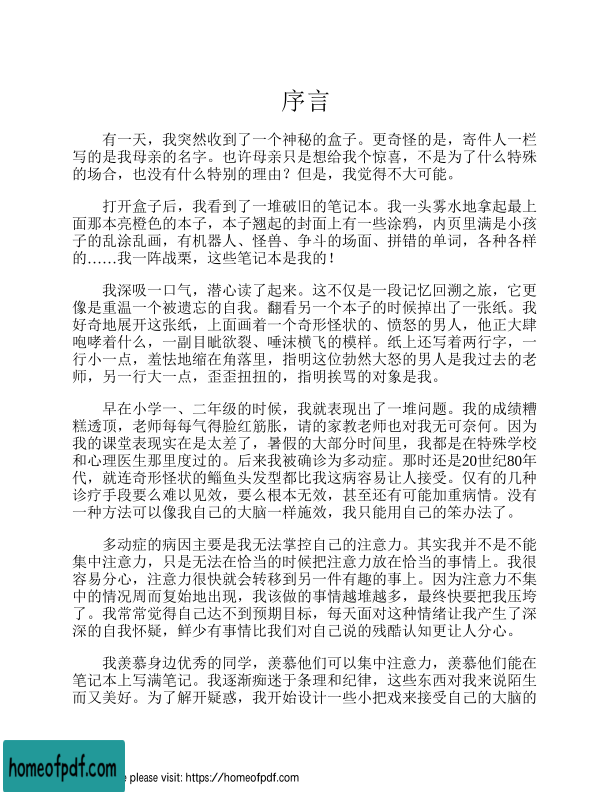 序言
有一天，我突然收到了一个神秘的盒子。更奇怪的是，寄件人一栏
写的是我母亲的名字。也许母亲只是想给我个惊喜，不是为了什么特殊
的场合，也没有什么特别的理由？但是，我觉得不大可能。
打开盒子后，我看到了一堆破旧的笔记本。我一头雾水地拿起最上
面那本亮橙色的本子，本子翘起的封面上有一些涂鸦，内页里满是小孩
子的乱涂乱画，有机器人、怪兽、争斗的场面、拼错的单词，各种各样
的……我一阵战栗，这些笔记本是我的！
我深吸一口气，潜心读了起来。这不仅是一段记忆回溯之旅，它更
像是重温一个被遗忘的自我。翻看另一个本子的时候掉出了一张纸。我
好奇地展开这张纸，上面画着一个奇形怪状的、愤怒的男人，他正大肆
咆哮着什么，一副目眦欲裂、唾沫横飞的模样。纸上还写着两行字，一
行小一点，羞怯地缩在角落里，指明这位勃然大怒的男人是我过去的老
师，另一行大一点，歪歪扭扭的，指明挨骂的对象是我。
早在小学一、二年级的时候，我就表现出了一堆问题。我的成绩糟
糕透顶，老师每每气得脸红筋胀，请的家教老师也对我无可奈何。因为
我的课堂表现实在是太差了，暑假的大部分时间里，我都是在特殊学校
和心理医生那里度过的。后来我被确诊为多动症。那时还是20世纪80年
代，就连奇形怪状的鲻鱼头发型都比我这病容易让人接受。仅有的几种
诊疗手段要么难以见效，要么根本无效，甚至还有可能加重病情。没有
一种方法可以像我自己的大脑一样施效，我只能用自己的笨办法了。
多动症的病因主要是我无法掌控自己的注意力。其实我并不是不能
集中注意力，只是无法在恰当的时候把注意力放在恰当的事情上。我很
容易分心，注意力很快就会转移到另一件有趣的事上。因为注意力不集
中的情况周而复始地出现，我该做的事情越堆越多，最终快要把我压垮
了。我常常觉得自己达不到预期目标，每天面对这种情绪让我产生了深
深的自我怀疑，鲜少有事情比我们对自己说的残酷认知更让人分心。
我羡慕身边优秀的同学，羡慕他们可以集中注意力，羡慕他们能在
笔记本上写满笔记。我逐渐痴迷于条理和纪律，这些东西对我来说陌生
而又美好。为了解开疑惑，我开始设计一些小把戏来接受自己的大脑的
homeofpdf.com
please visit: https://homeofpdf.com